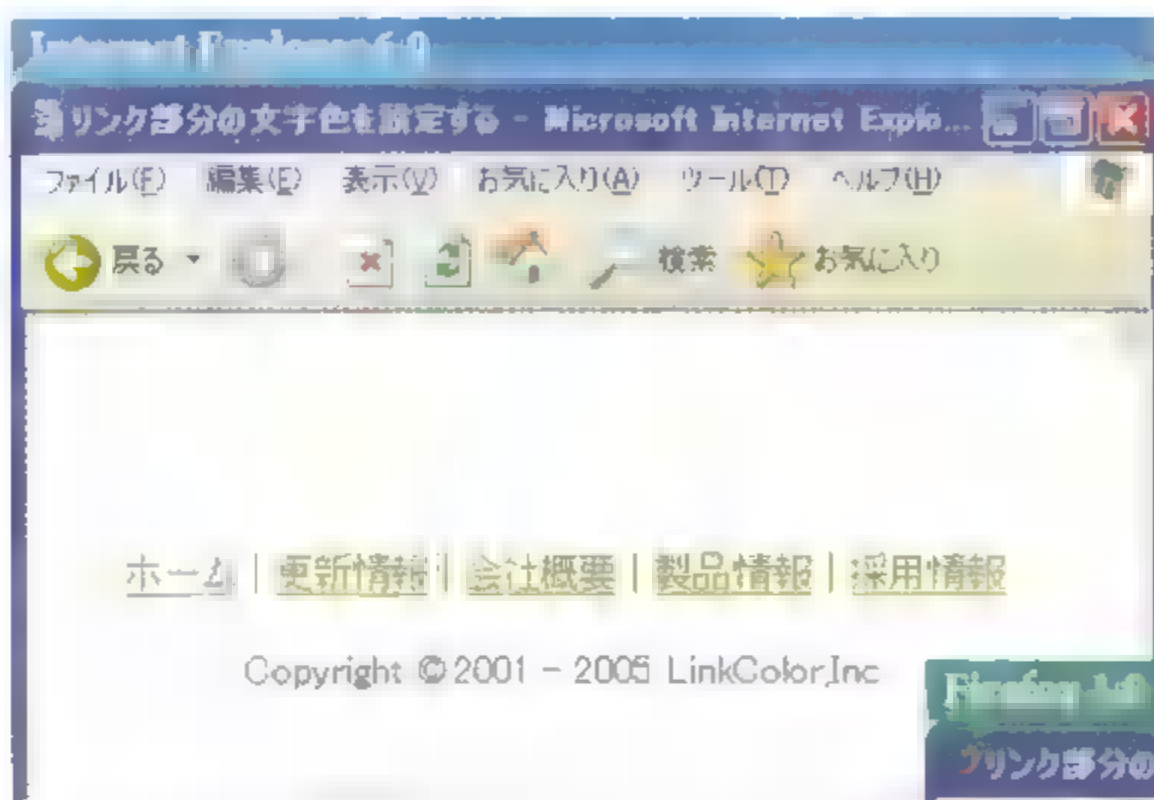 Internet Explorer 6.0
リンク部分の文字色を設定する - Microsoft Internet Explo...
ファイル(F) 編集(E) 表示(V) お気に入り(A) ツール(T) ヘルプ(H)
戻る 検索 お気に入り
ホーム | 更新情報 | 会社概要 | 製品情報 | 採用情報
Copyright © 2001 - 2005 LinkColor,Inc
Firefox 1.0
リンク部分の